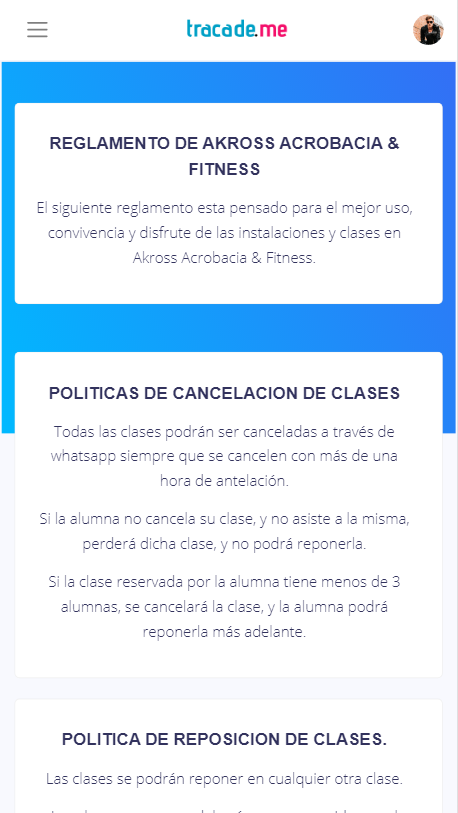 tracade.me
REGLAMENTO DE AKROSS ACROBACIA &
FITNESS
El siguiente reglamento esta pensado para el mejor uso,
convivencia y disfrute de las instalaciones y clases en
Akross Acrobacia & Fitness.
POLITICAS DE CANCELACION DE CLASES
Todas las clases podrán ser canceladas a través de
whatsapp siempre que se cancelen con más de una
hora de antelación.
Si la alumna no cancela su clase, y no asiste a la misma,
perderá dicha clase, y no podrá reponerla.
Si la clase reservada por la alumna tiene menos de 3
alumnas, se cancelará la clase, y la alumna podrá
reponerla más adelante.
POLITICA DE REPOSICION DE CLASES.
Las clases se podrán reponer en cualquier otra clase.